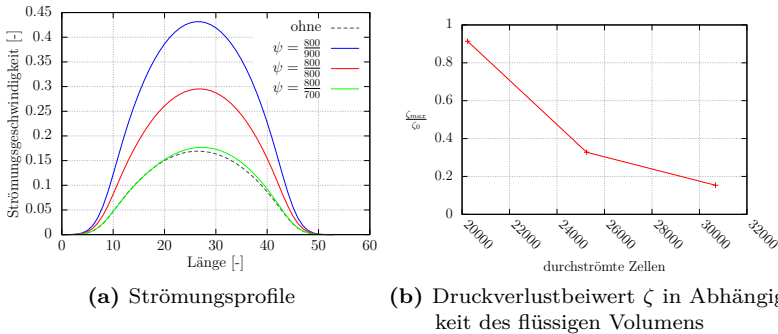 0.45
0.4
0.35
0.3
0.25
0.2
0.15
0.1
0.05
0
0 10 20 30 40 50 60
Strömungsgeschwindigkeit [-]
Länge [-]
ohne
ψ = 800/900
ψ = 800/800
ψ = 800/700
(a) Strömungsprofile
1
0.8
0.6
0.4
0.2
0
ζmax/ζ0
20000 22000 24000 26000 28000 30000 32000
durchströmte Zellen
(b) Druckverlustbeiwert ζ in Abhängig
keit des flüssigen Volumens